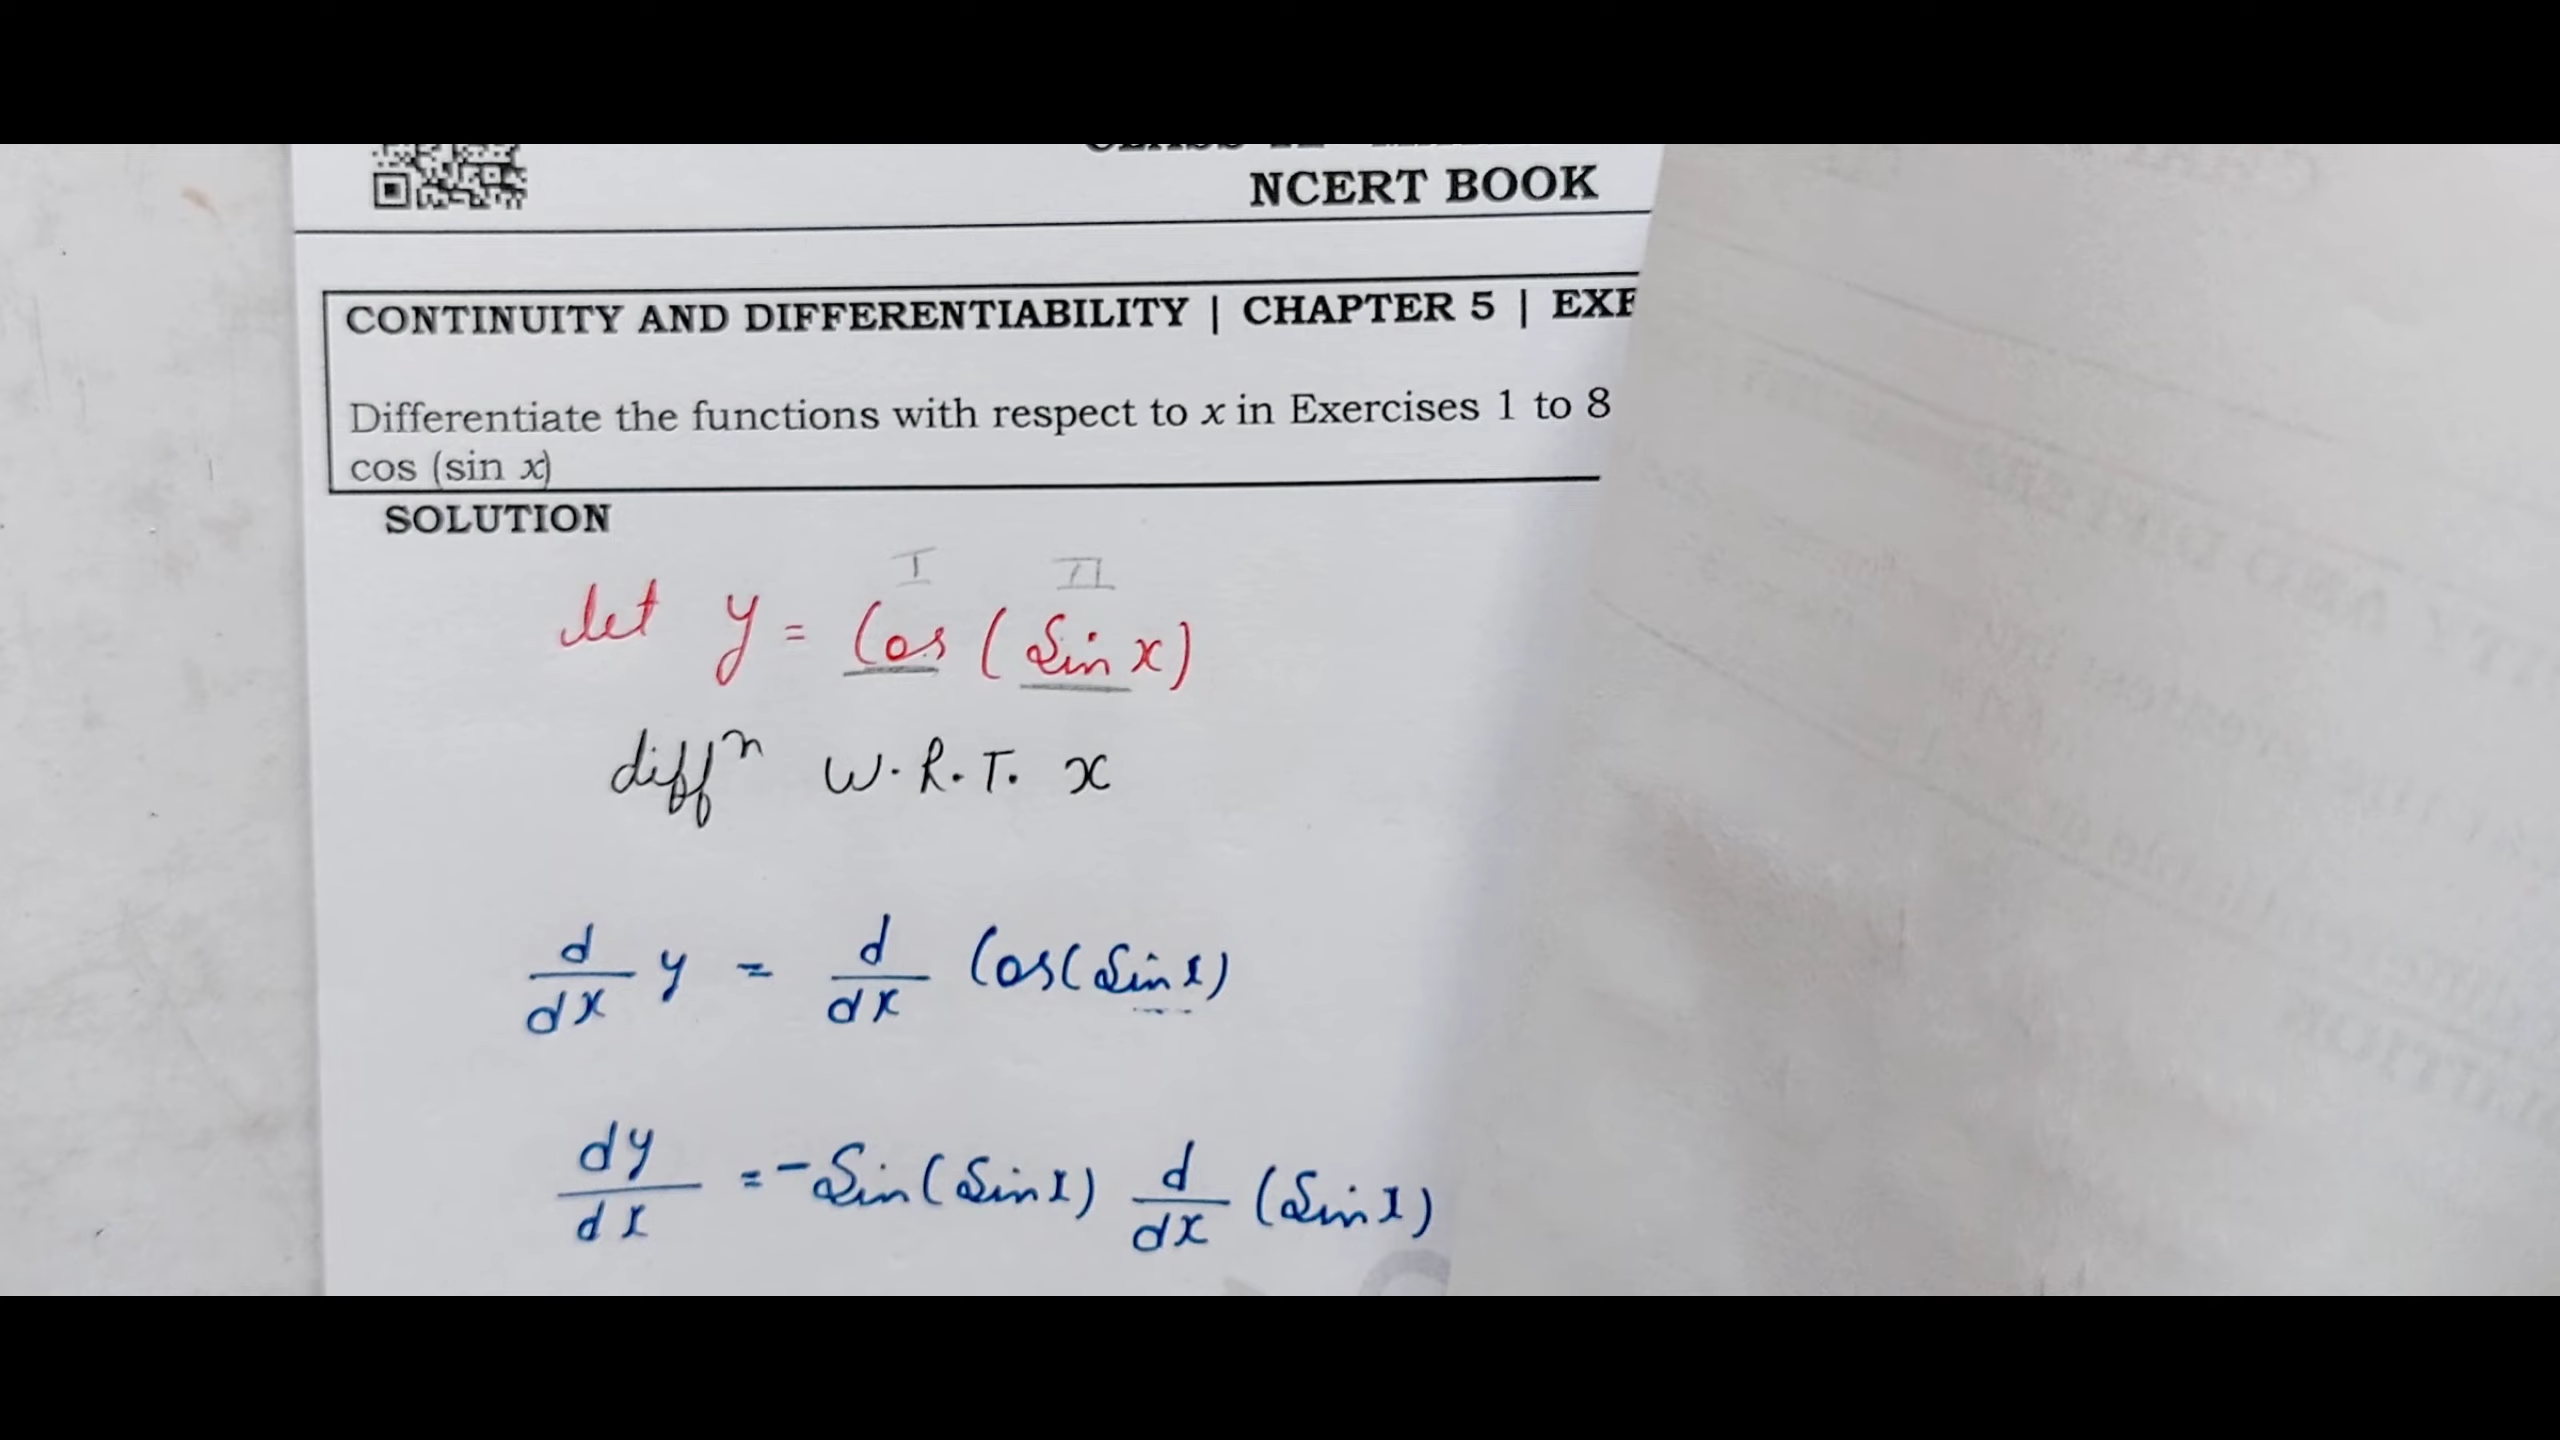 NCERT BOOK
CONTINUITY AND DIFFERENTIABILITY | CHAPTER 5 |
Differentiate the functions with respect to x in Exercises 1 to 8
cos (sin x)
SOLUTION
I II
let y = Cos (Sin x)
diffⁿ W.R.T. x
d/dx y = d/dx Cos(Sin x)
dy/dx = -Sin(Sin x) d/dx (Sin x)